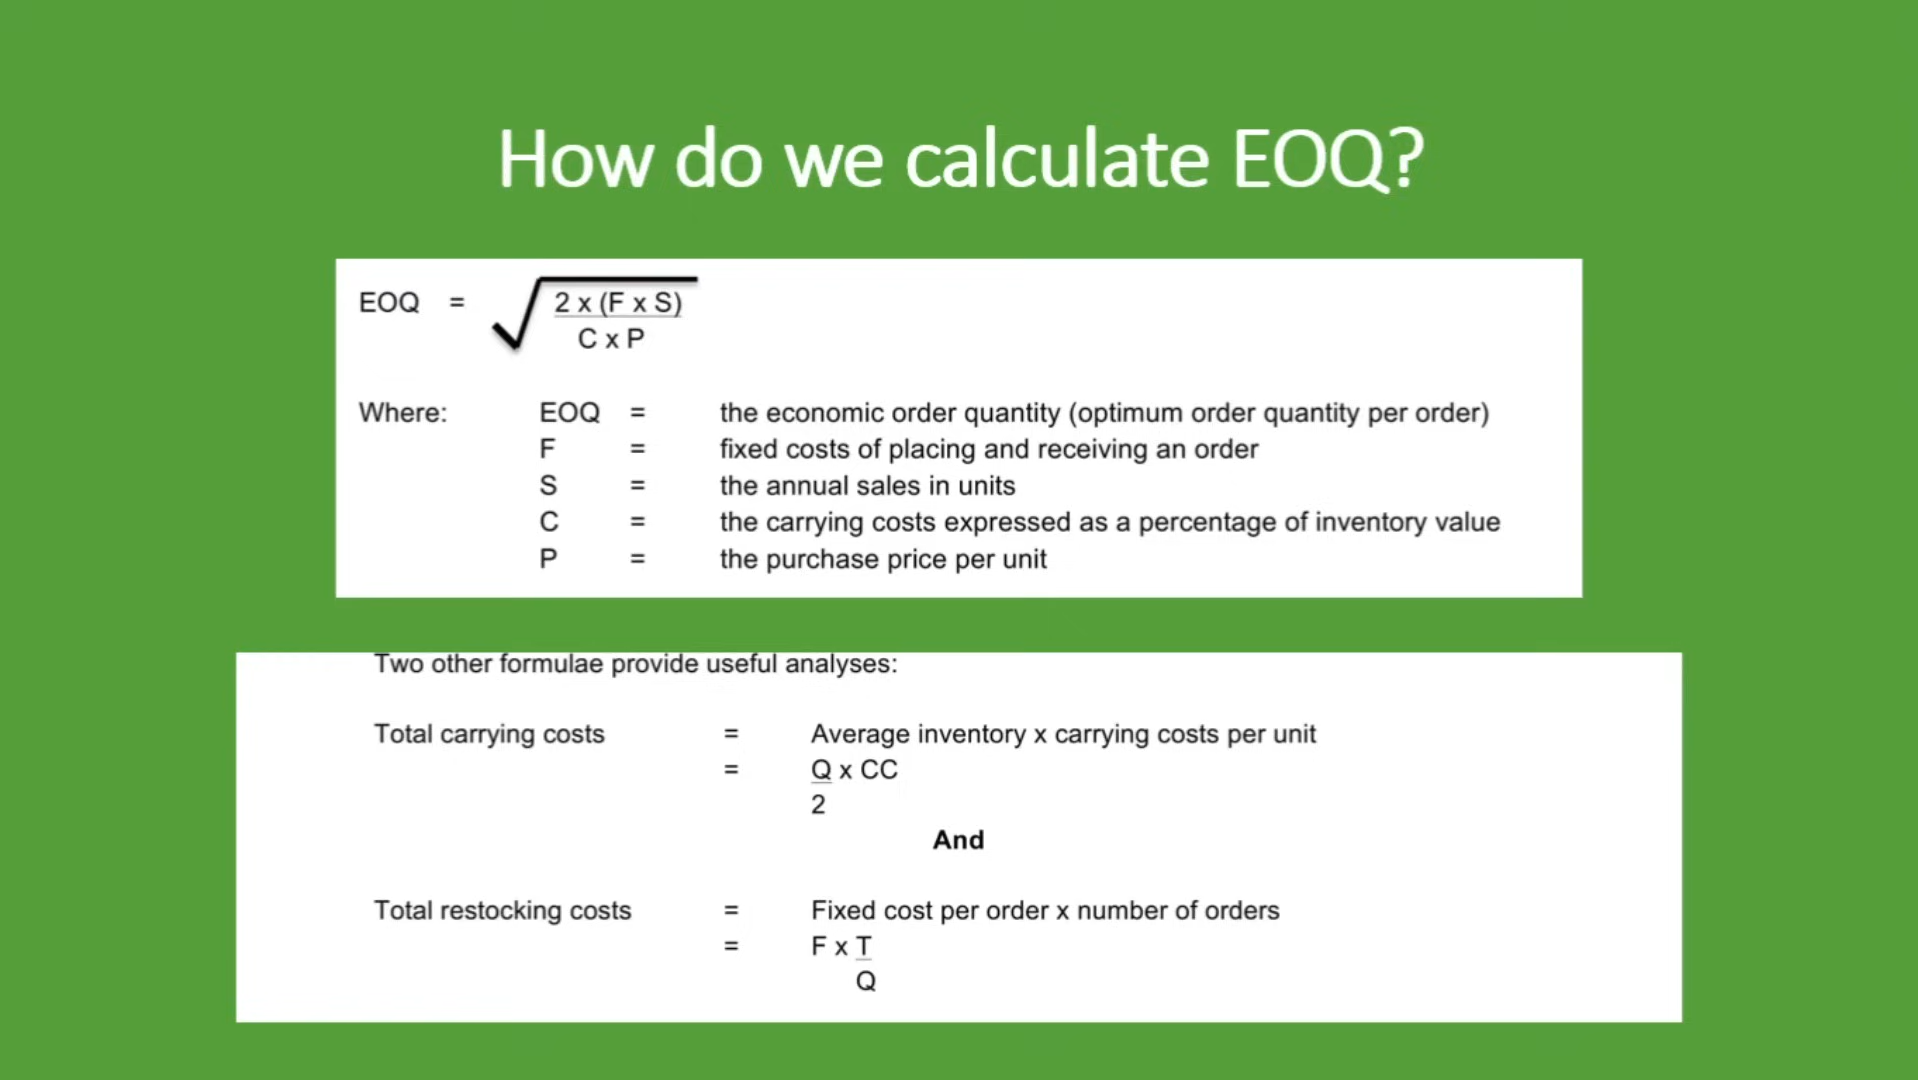 How do we calculate EOQ?
EOQ = √ 2 x (F x S)
C x P
Where: EOQ = the economic order quantity (optimum order quantity per order)
F = fixed costs of placing and receiving an order
S = the annual sales in units
C = the carrying costs expressed as a percentage of inventory value
P = the purchase price per unit
Two other formulae provide useful analyses:
Total carrying costs = Average inventory x carrying costs per unit
= Q x CC
2
And
Total restocking costs = Fixed cost per order x number of orders
= F x T
Q